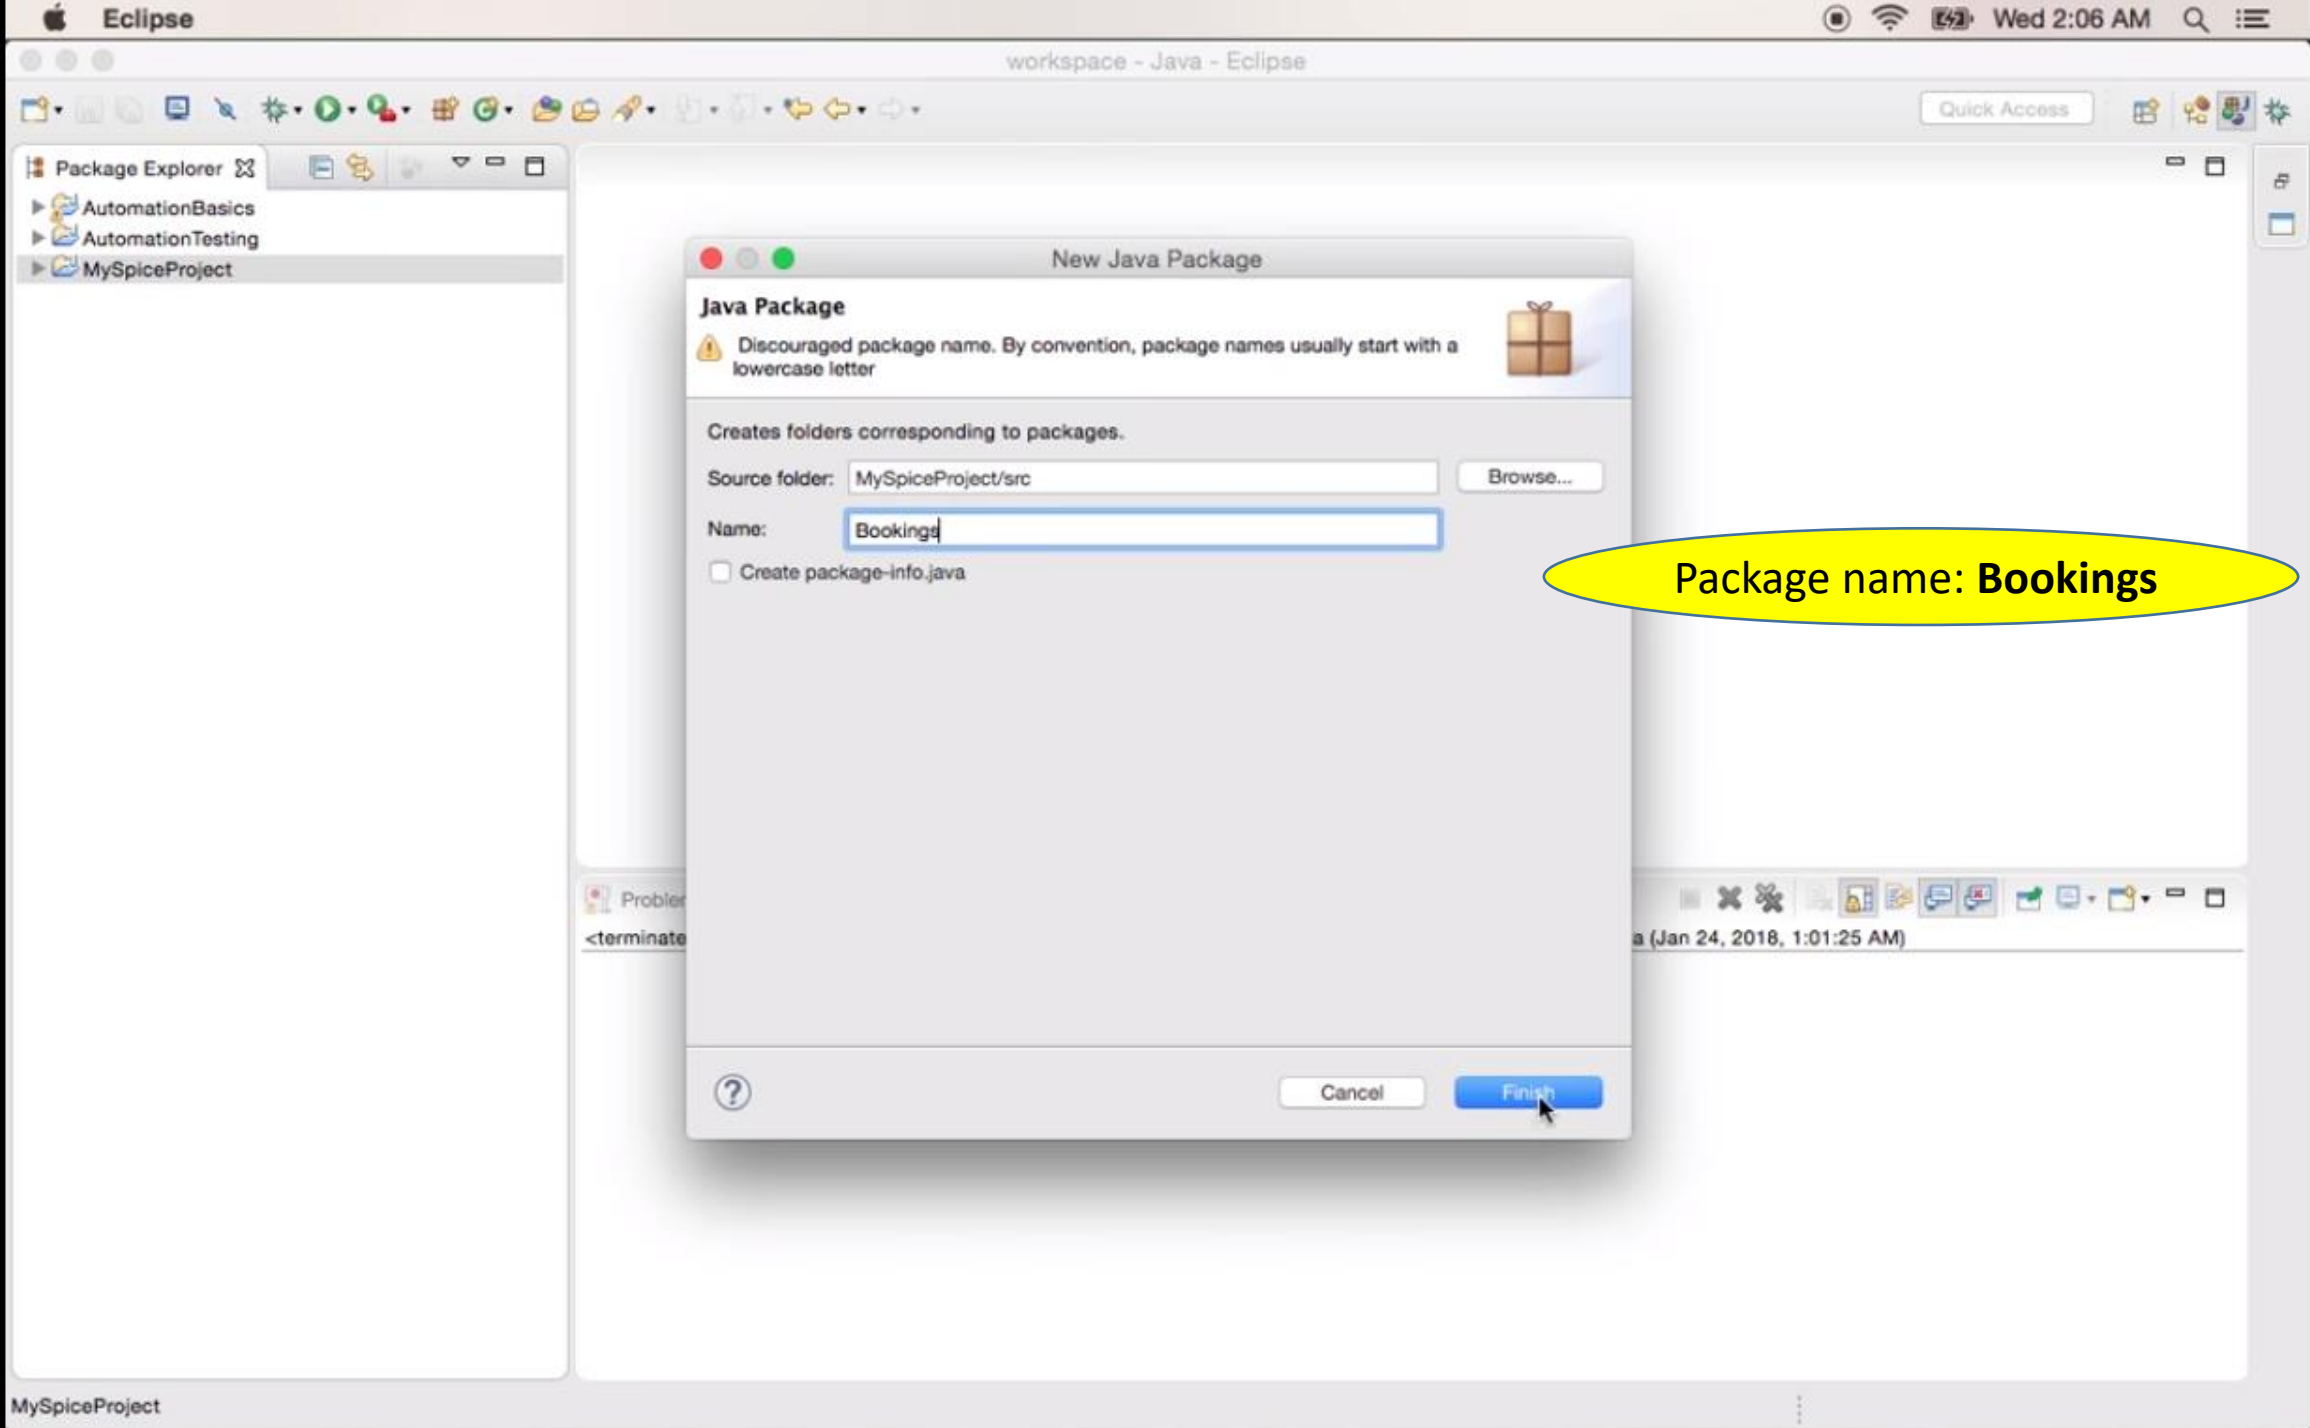 Eclipse
Wed 2:06 AM
workspace - Java - Eclipse
Quick Access
Package Explorer
AutomationBasics
AutomationTesting
MySpiceProject
New Java Package
Java Package
Discouraged package name. By convention, package names usually start with a
lowercase letter
Creates folders corresponding to packages.
Source folder: MySpiceProject/src Browse...
Name: Bookings
Create package-info.java
Package name: Bookings
Problem
<terminate a (Jan 24, 2018, 1:01:25 AM)
? Cancel Finish
MySpiceProject